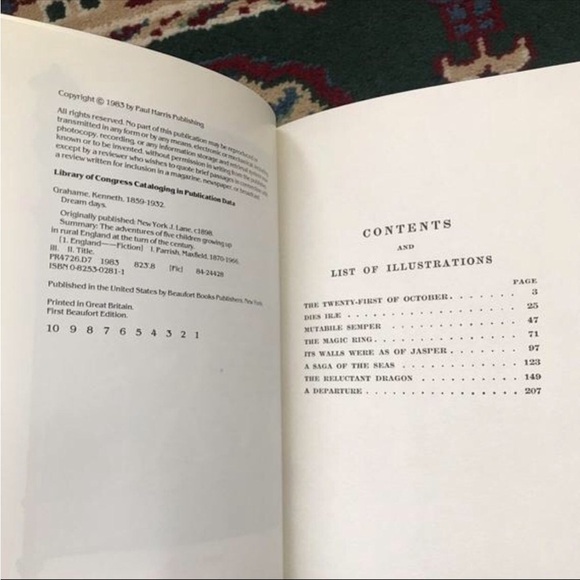 Copyright © 1983 by Paul Harris Publishing
All rights reserved. No part of this publication may be reproduced or
transmitted in any form or by any means, electronic or mechanical, including
photocopy, recording, or any information storage and retrieval system now
known or to be invented, without permission in writing from the publisher,
except by a reviewer who wishes to quote brief passages in connection with
a review written for inclusion in a magazine, newspaper, or broadcast.
Library of Congress Cataloging in Publication Data
Grahame, Kenneth, 1859-1932.
Dream days.
Originally published: New York: J. Lane, c1898.
Summary: The adventures of five children growing up
in rural England at the turn of the century.
[1. England——Fiction] I. Parrish, Maxfield, 1870-1966,
ill. II. Title.
PR4726.D7 1983 823'.8 [Fic] 84-24428
ISBN 0-8253-0281-1
Published in the United States by Beaufort Books Publishers, New York.
Printed in Great Britain.
First Beaufort Edition.
10 9 8 7 6 5 4 3 2 1
CONTENTS
AND
LIST OF ILLUSTRATIONS
PAGE
THE TWENTY-FIRST OF OCTOBER . . . . . . . . 3
DIES IRÆ . . . . . . . . . . . . . . . . 25
MUTABILE SEMPER . . . . . . . . . . . . . 47
THE MAGIC RING . . . . . . . . . . . . . . 71
ITS WALLS WERE AS OF JASPER . . . . . . . . 97
A SAGA OF THE SEAS . . . . . . . . . . . . 123
THE RELUCTANT DRAGON . . . . . . . . . . . 149
A DEPARTURE . . . . . . . . . . . . . . . 207